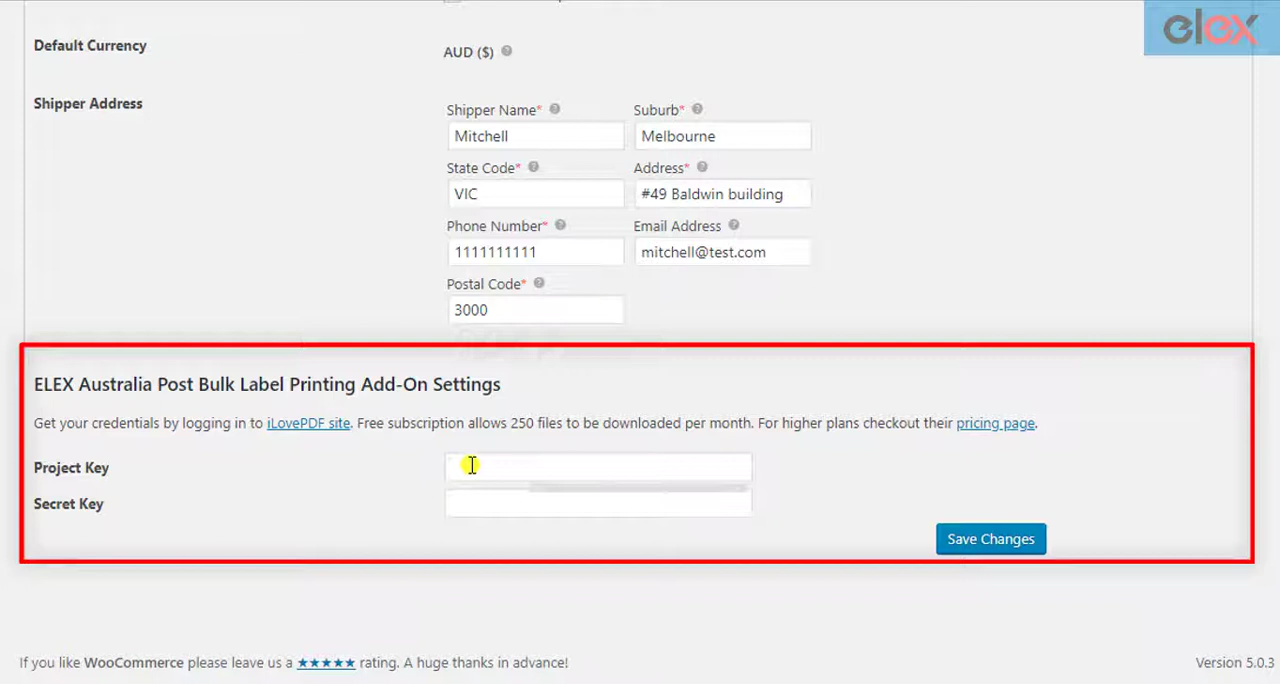 elex
Default Currency
AUD ($)
Shipper Address
Shipper Name* Suburb*
Mitchell Melbourne
State Code* Address*
VIC #49 Baldwin building
Phone Number* Email Address
1111111111 mitchell@test.com
Postal Code*
3000
ELEX Australia Post Bulk Label Printing Add-On Settings
Get your credentials by logging in to iLovePDF site. Free subscription allows 250 files to be downloaded per month. For higher plans checkout their pricing page.
Project Key
Secret Key
Save Changes
If you like WooCommerce please leave us a ★★★★★ rating. A huge thanks in advance!
Version 5.0.3